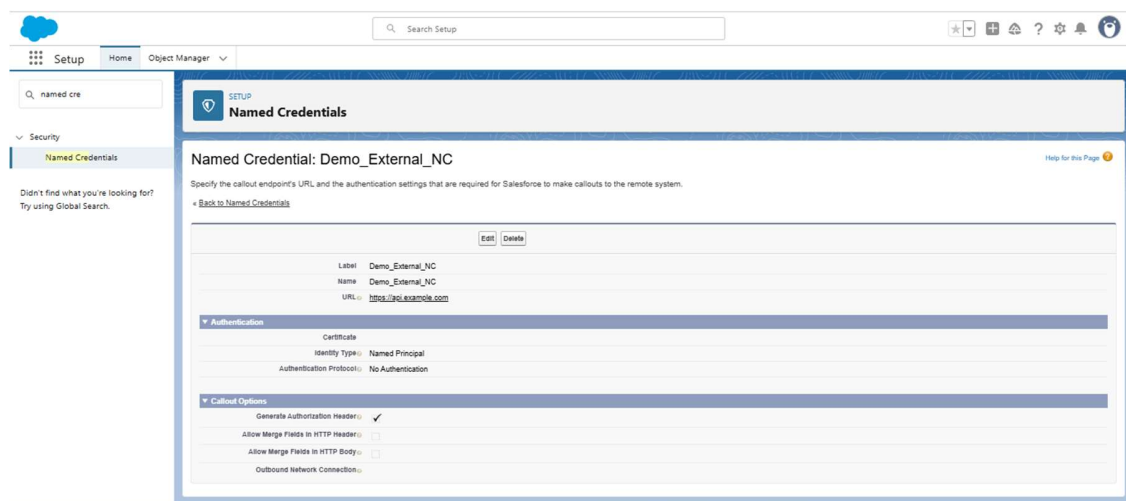 Search Setup
Setup
Home
Object Manager
named cre
Security
Named Credentials
Didn't find what you're looking for?
Try using Global Search.
SETUP
Named Credentials
Named Credential: Demo_External_NC
Help for this Page
Specify the callout endpoint's URL and the authentication settings that are required for Salesforce to make callouts to the remote system.
« Back to Named Credentials
Edit Delete
Label Demo_External_NC
Name Demo_External_NC
URL https://api.example.com
Authentication
Certificate
Identity Type Named Principal
Authentication Protocol No Authentication
Callout Options
Generate Authorization Header
Allow Merge Fields in HTTP Header
Allow Merge Fields in HTTP Body
Outbound Network Connection